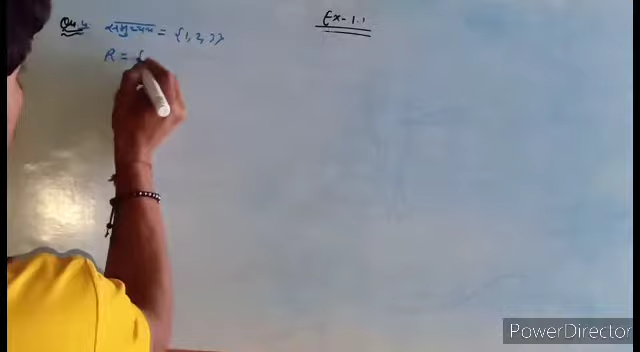 Ex-1.1
Qu. समुच्चय = {1, 2, 3}
R = {
PowerDirector